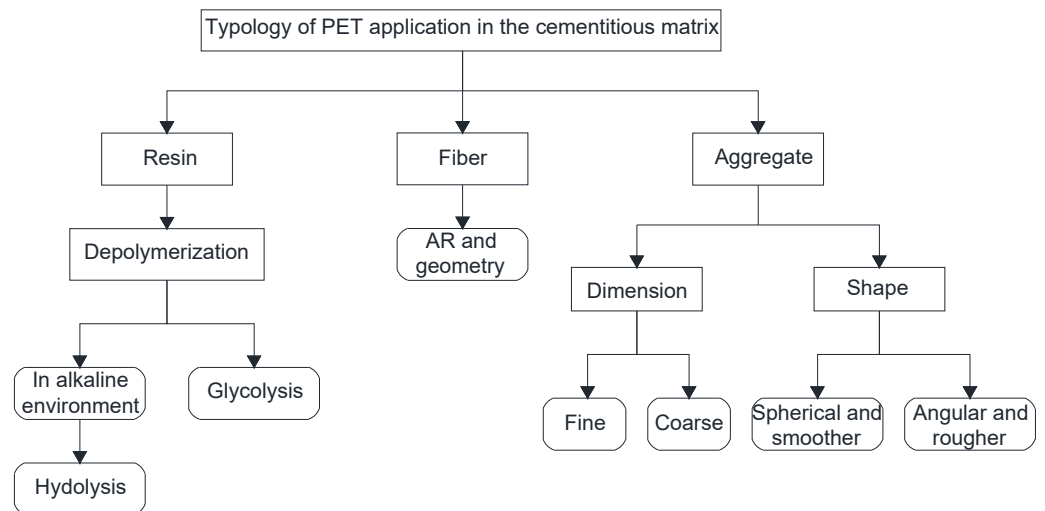 Typology of PET application in the cementitious matrix
Resin
Fiber
Aggregate
Depolymerization
AR and
geometry
Dimension
Shape
In alkaline
environment
Glycolysis
Fine
Coarse
Spherical and
smoother
Angular and
rougher
Hydolysis